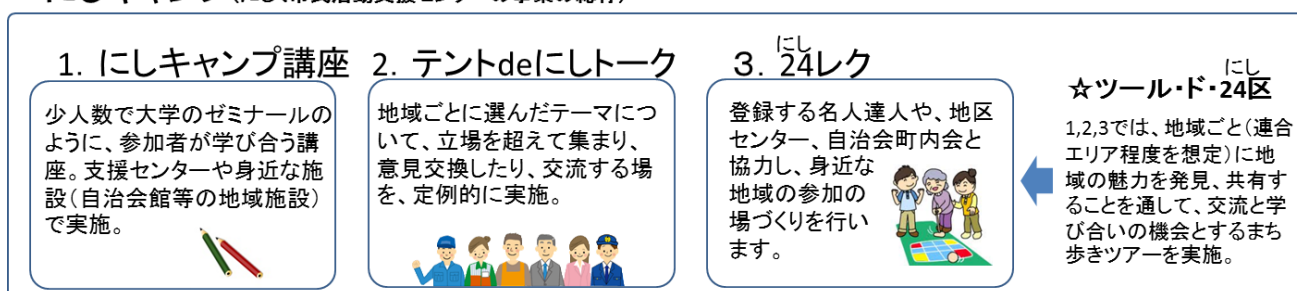 1．にしキャンプ講座
少人数で大学のゼミナールの
ように、参加者が学び合う講
座。支援センターや身近な施
設（自治会館等の地域施設）
で実施。
2．テントdeにしトーク
地域ごとに選んだテーマにつ
いて、立場を超えて集まり、
意見交換したり、交流する場
を、定例的に実施。
にし
3．24レク
登録する名人達人や、地区
センター、自治会町内会と
協力し、身近な
地域の参加の
場づくりを行い
ます。
にし
☆ツール・ド・24区
1,2,3では、地域ごと（連合
エリア程度を想定）に地
域の魅力を発見、共有す
ることを通して、交流と学
び合いの機会とするまち
歩きツアーを実施。